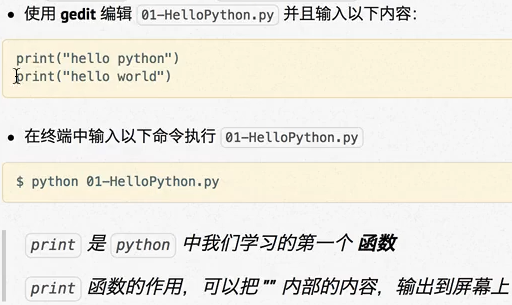 使用 gedit 编辑 01-HelloPython.py 并且输入以下内容：
print("hello python")
print("hello world")
在终端中输入以下命令执行 01-HelloPython.py
$ python 01-HelloPython.py
print 是 python 中我们学习的第一个 函数
print 函数的作用，可以把 "" 内部的内容，输出到屏幕上